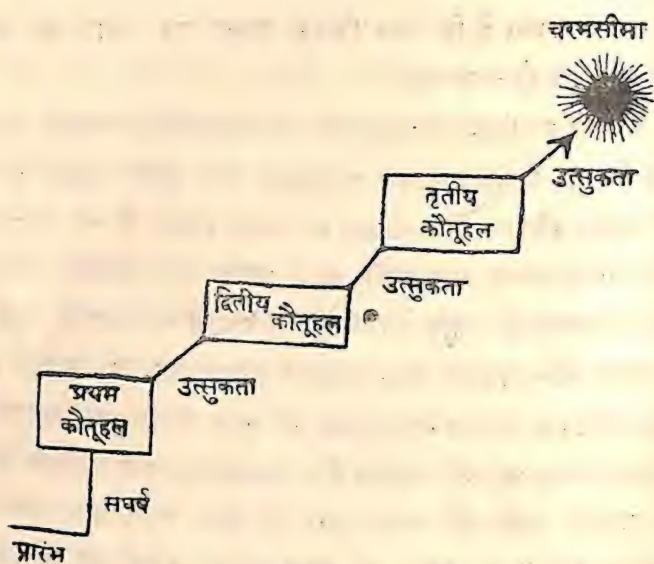 चरमसीमा
उत्सुकता
तृतीय
कौतूहल
उत्सुकता
द्वितीय कौतूहल
उत्सुकता
प्रथम
कौतूहल
सघर्ष
प्रारंभ